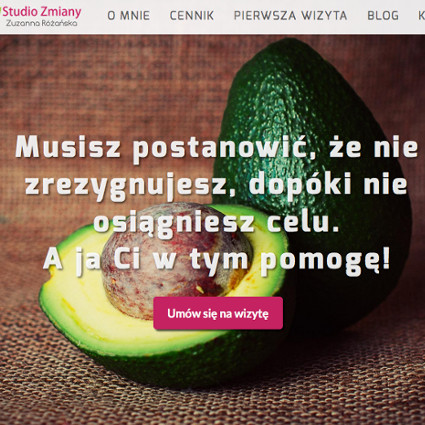 Studio Zmiany
Zuzanna Różańska
O MNIE CENNIK PIERWSZA WIZYTA BLOG K
Musisz postanowić, że nie
zrezygnujesz, dopóki nie
osiągniesz celu.
A ja Ci w tym pomogę!
Umów się na wizytę